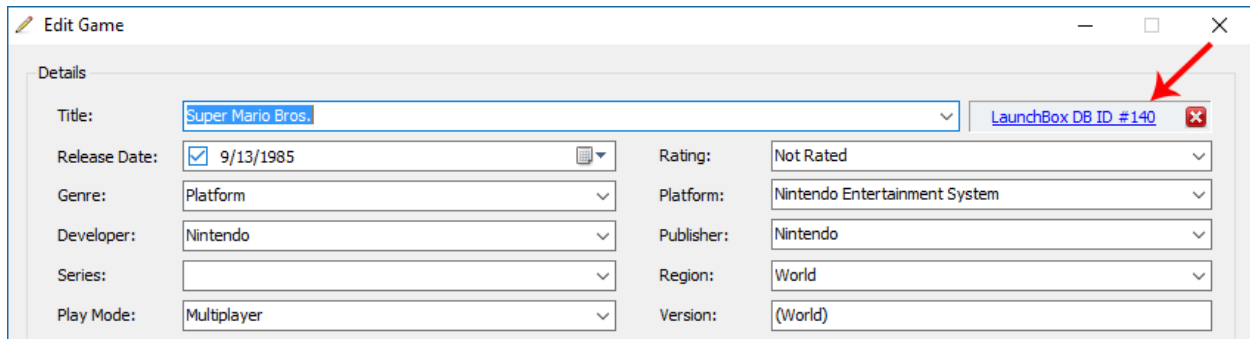 Edit Game
Details
Title: Super Mario Bros. LaunchBox DB ID #140
Release Date: 9/13/1985 Rating: Not Rated
Genre: Platform Platform: Nintendo Entertainment System
Developer: Nintendo Publisher: Nintendo
Series: Region: World
Play Mode: Multiplayer Version: (World)